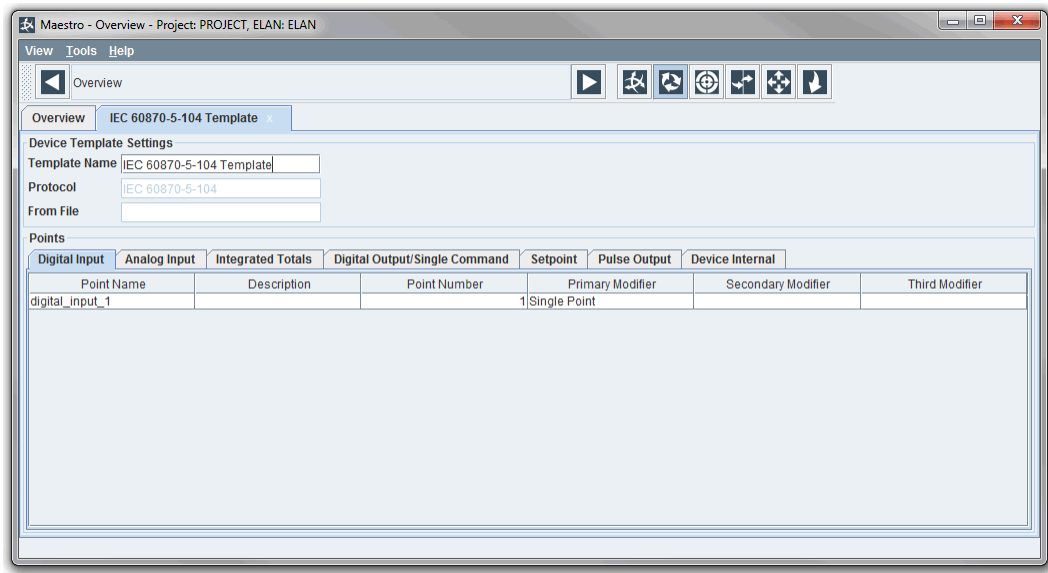 Maestro - Overview - Project: PROJECT, ELAN: ELAN
View Tools Help
Overview
Overview IEC 60870-5-104 Template x
Device Template Settings
Template Name IEC 60870-5-104 Template
Protocol IEC 60870-5-104
From File
Points
Digital Input Analog Input Integrated Totals Digital Output/Single Command Setpoint Pulse Output Device Internal
Point Name Description Point Number Primary Modifier Secondary Modifier Third Modifier
digital_input_1 1 Single Point